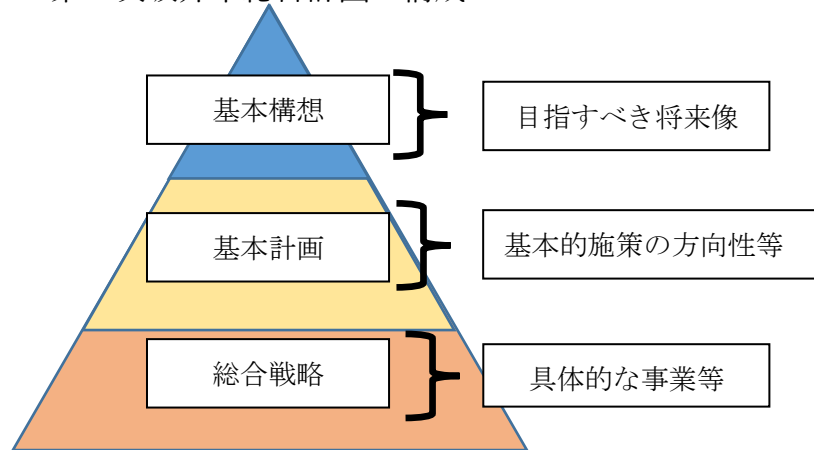 基本構想
目指すべき将来像
基本計画
基本的施策の方向性等
総合戦略
具体的な事業等